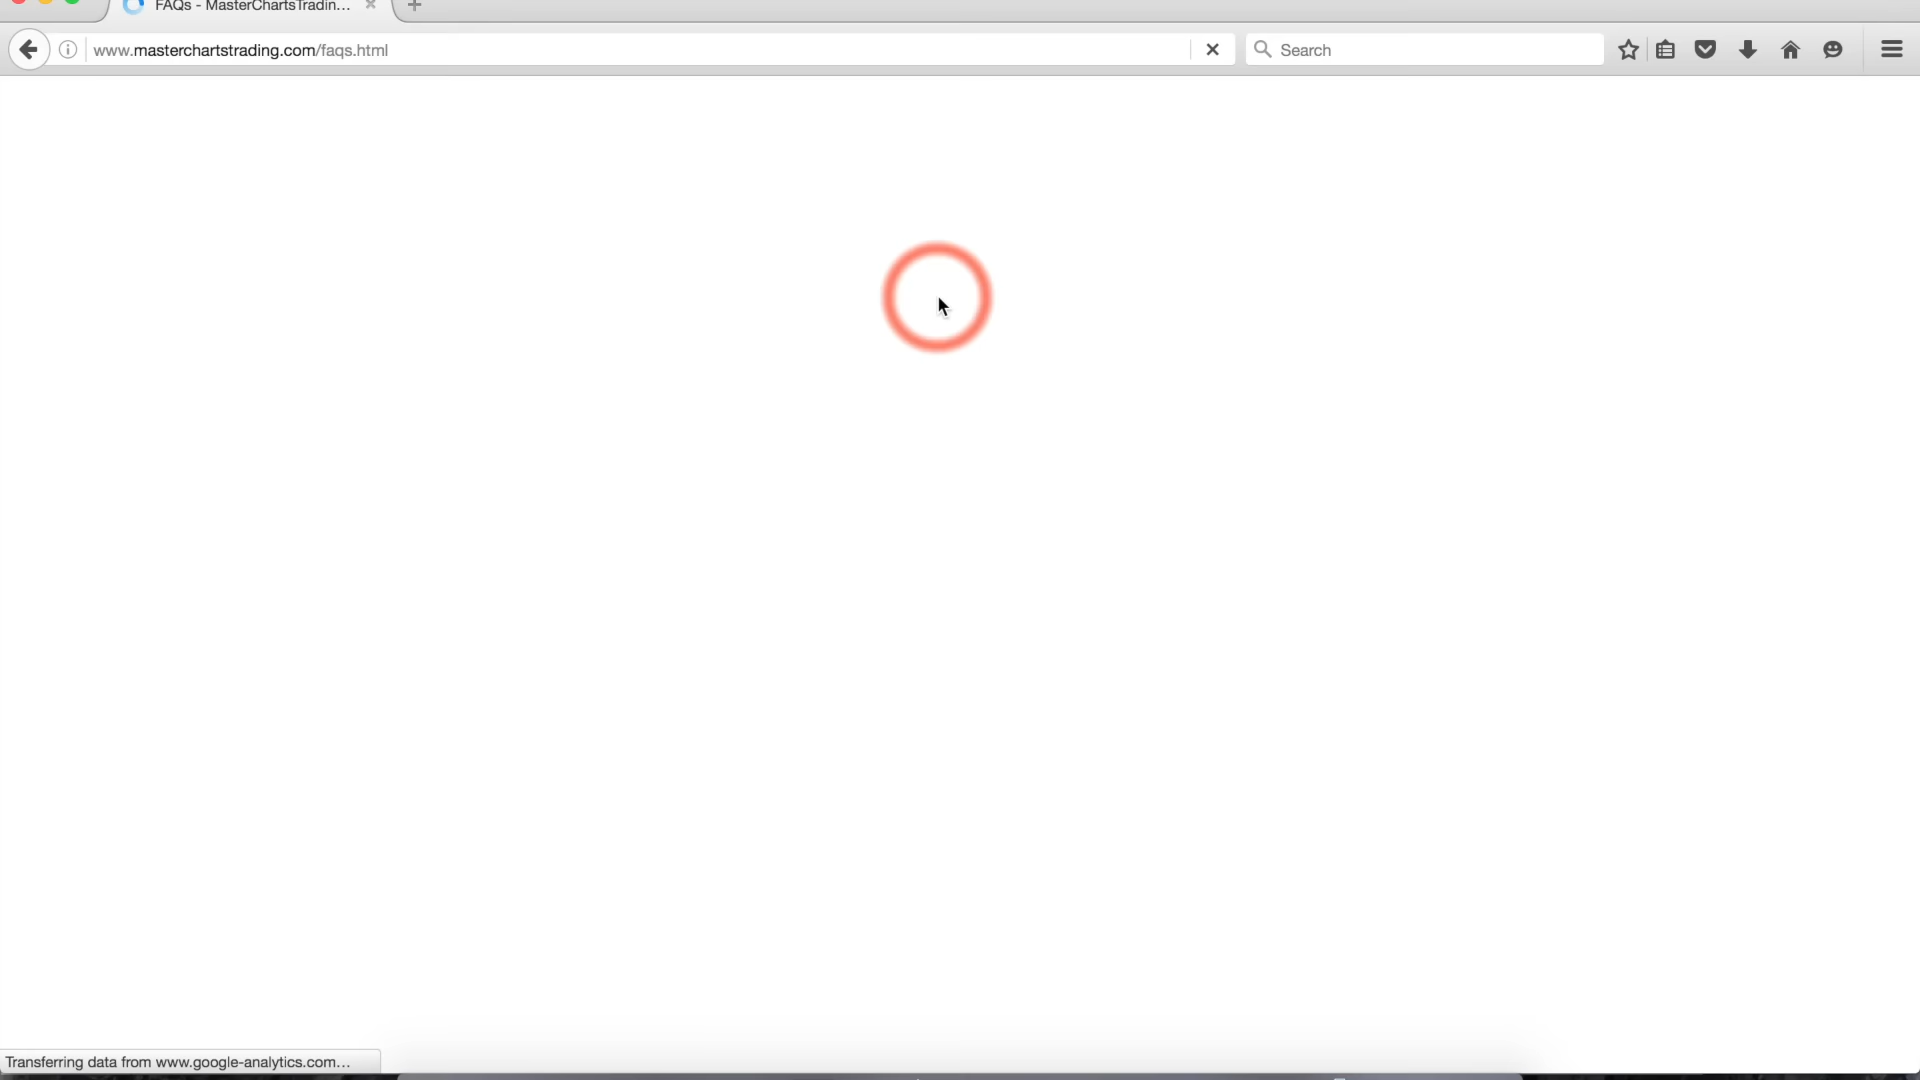 FAQs - MasterChartsTradin...
www.masterchartstrading.com/faqs.html
Search
Transferring data from www.google-analytics.com...